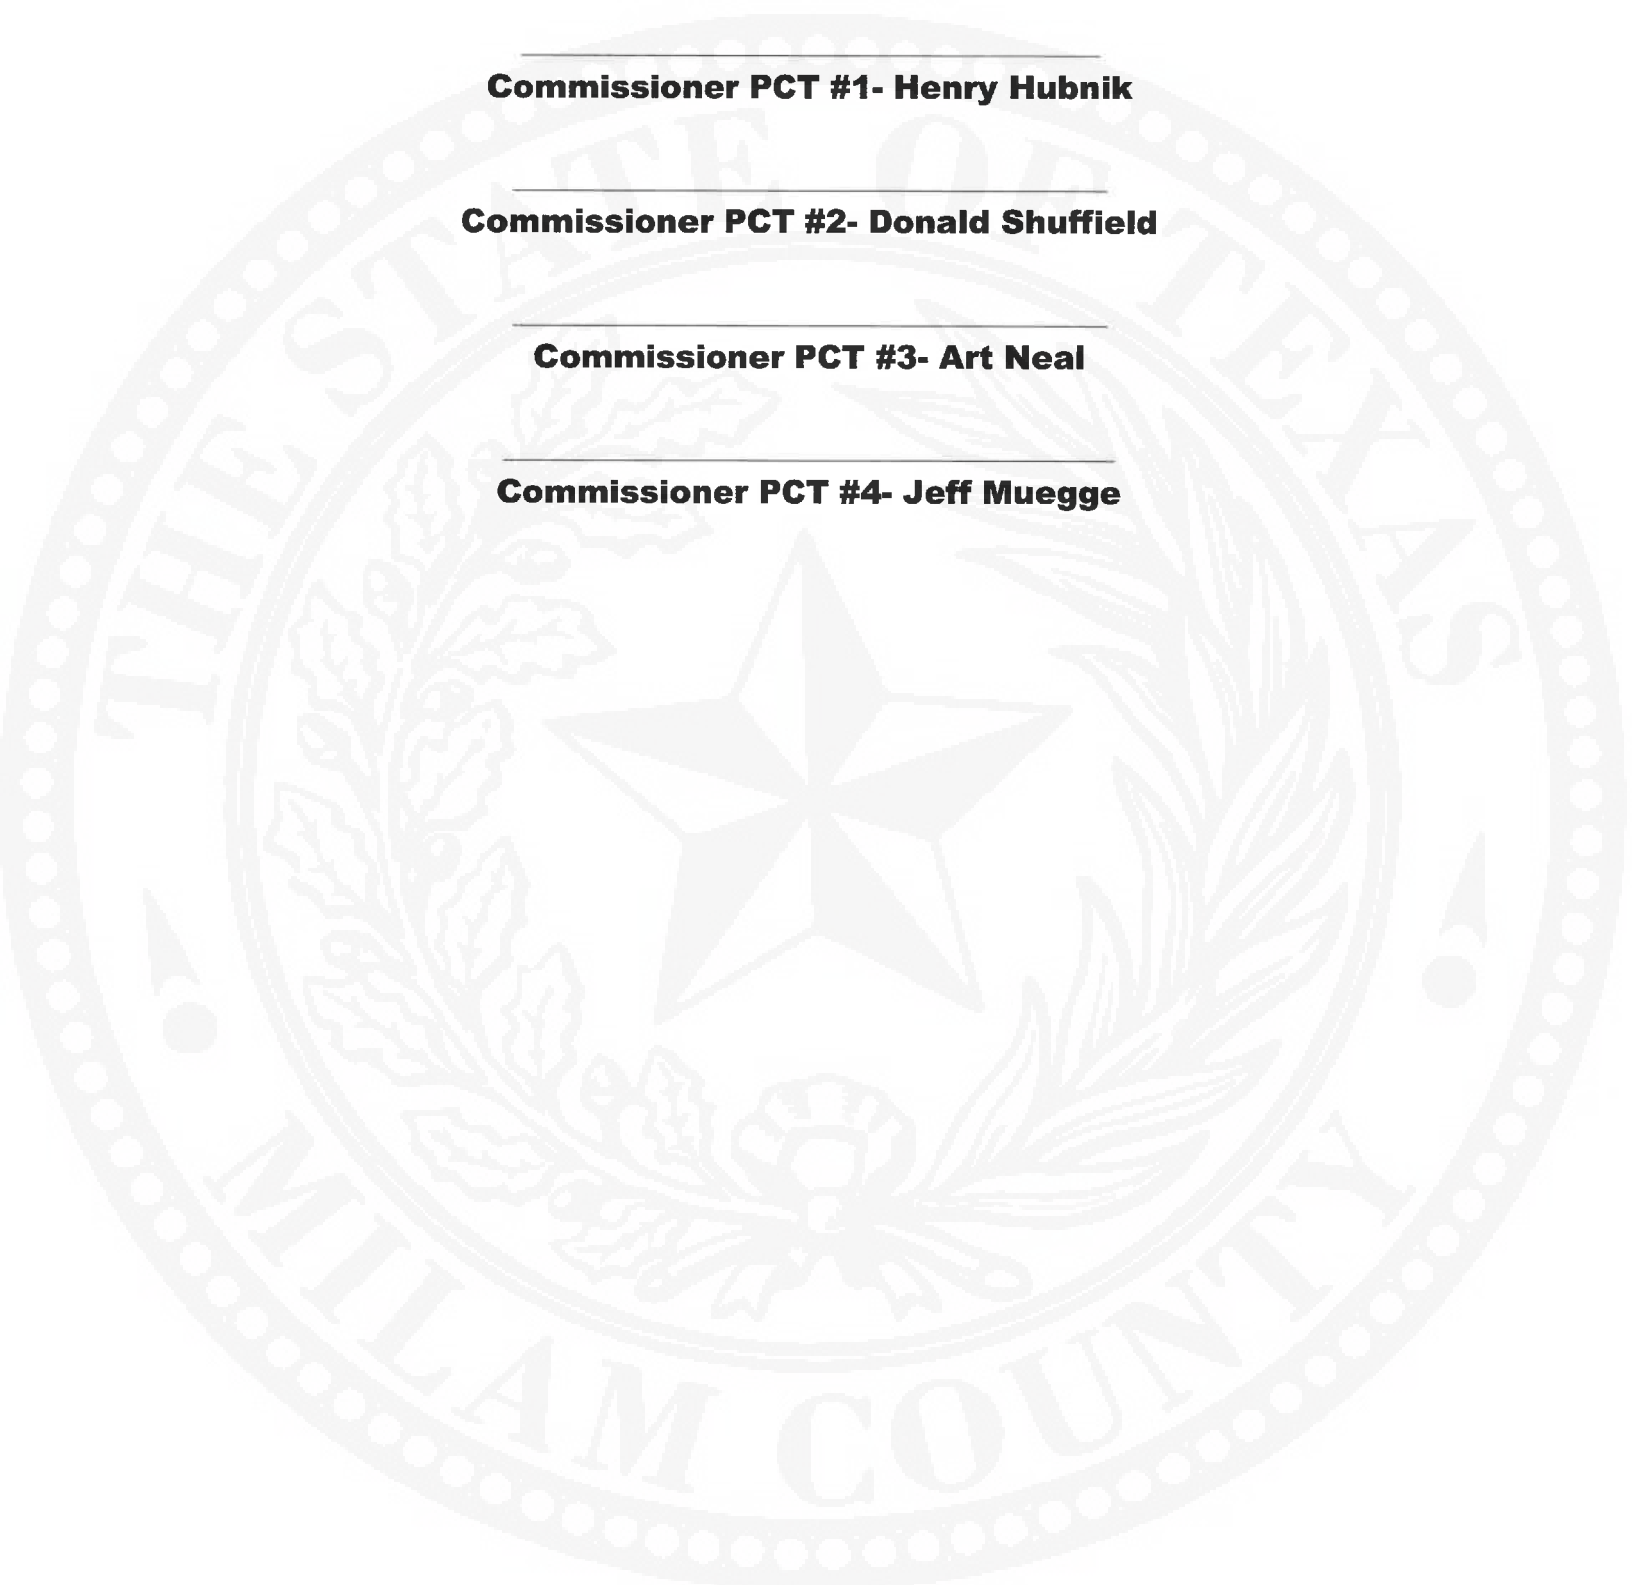 Commissioner PCT #1- Henry Hubnik
Commissioner PCT #2- Donald Shuffield
Commissioner PCT #3- Art Neal
Commissioner PCT #4- Jeff Muegge
THE STATE OF TEXAS
MILAM COUNTY